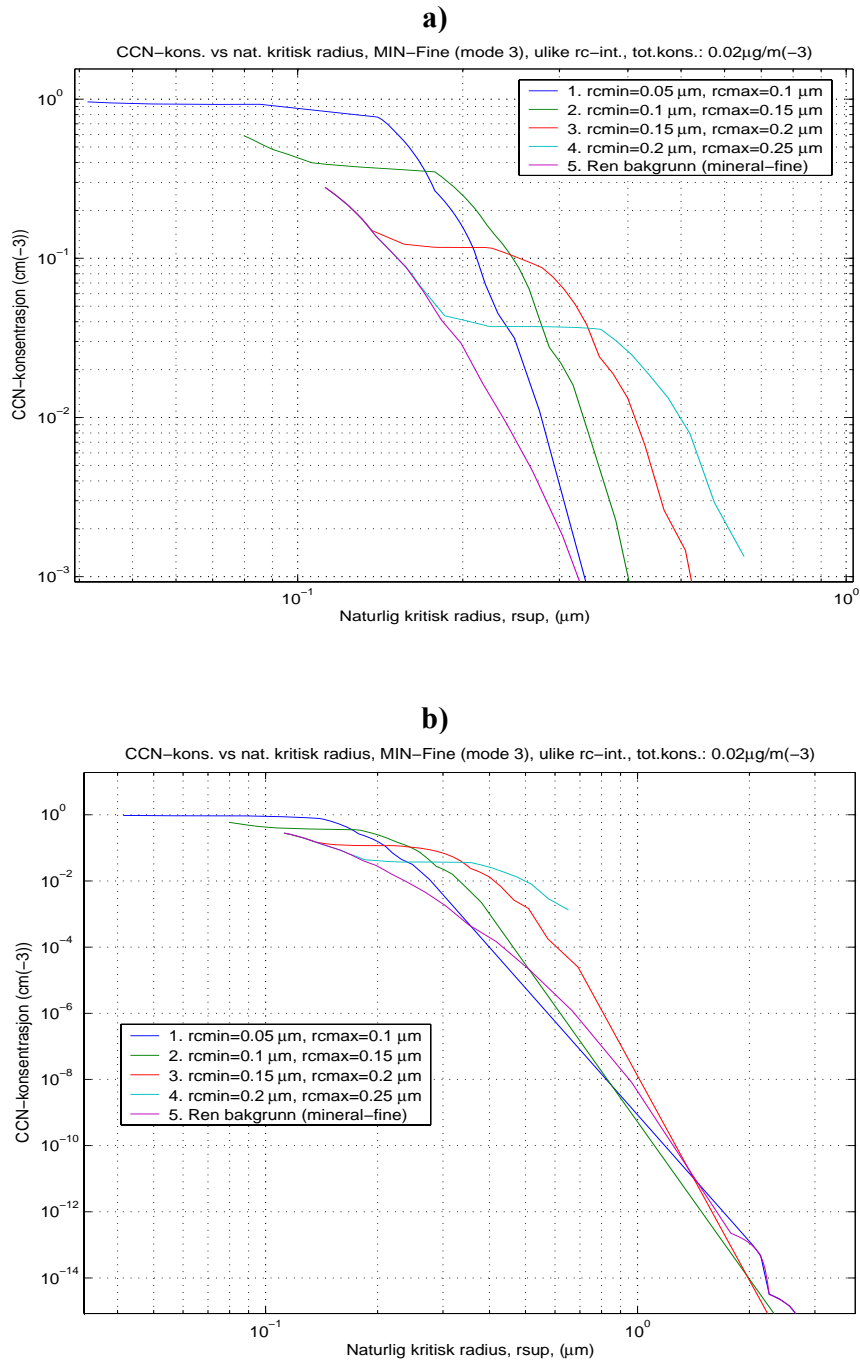 a)
CCN−kons. vs nat. kritisk radius, MIN−Fine (mode 3), ulike rc−int., tot.kons.: 0.02μg/m(−3)
1. rcmin=0.05 μm, rcmax=0.1 μm
2. rcmin=0.1 μm, rcmax=0.15 μm
3. rcmin=0.15 μm, rcmax=0.2 μm
4. rcmin=0.2 μm, rcmax=0.25 μm
5. Ren bakgrunn (mineral−fine)
10^0
10^−1
10^−2
10^−3
CCN−konsentrasjon (cm(−3))
10^−1
10^0
Naturlig kritisk radius, rsup, (μm)
b)
CCN−kons. vs nat. kritisk radius, MIN−Fine (mode 3), ulike rc−int., tot.kons.: 0.02μg/m(−3)
10^0
10^−2
10^−4
10^−6
10^−8
10^−10
10^−12
10^−14
CCN−konsentrasjon (cm(−3))
1. rcmin=0.05 μm, rcmax=0.1 μm
2. rcmin=0.1 μm, rcmax=0.15 μm
3. rcmin=0.15 μm, rcmax=0.2 μm
4. rcmin=0.2 μm, rcmax=0.25 μm
5. Ren bakgrunn (mineral−fine)
10^−1
10^0
Naturlig kritisk radius, rsup, (μm)